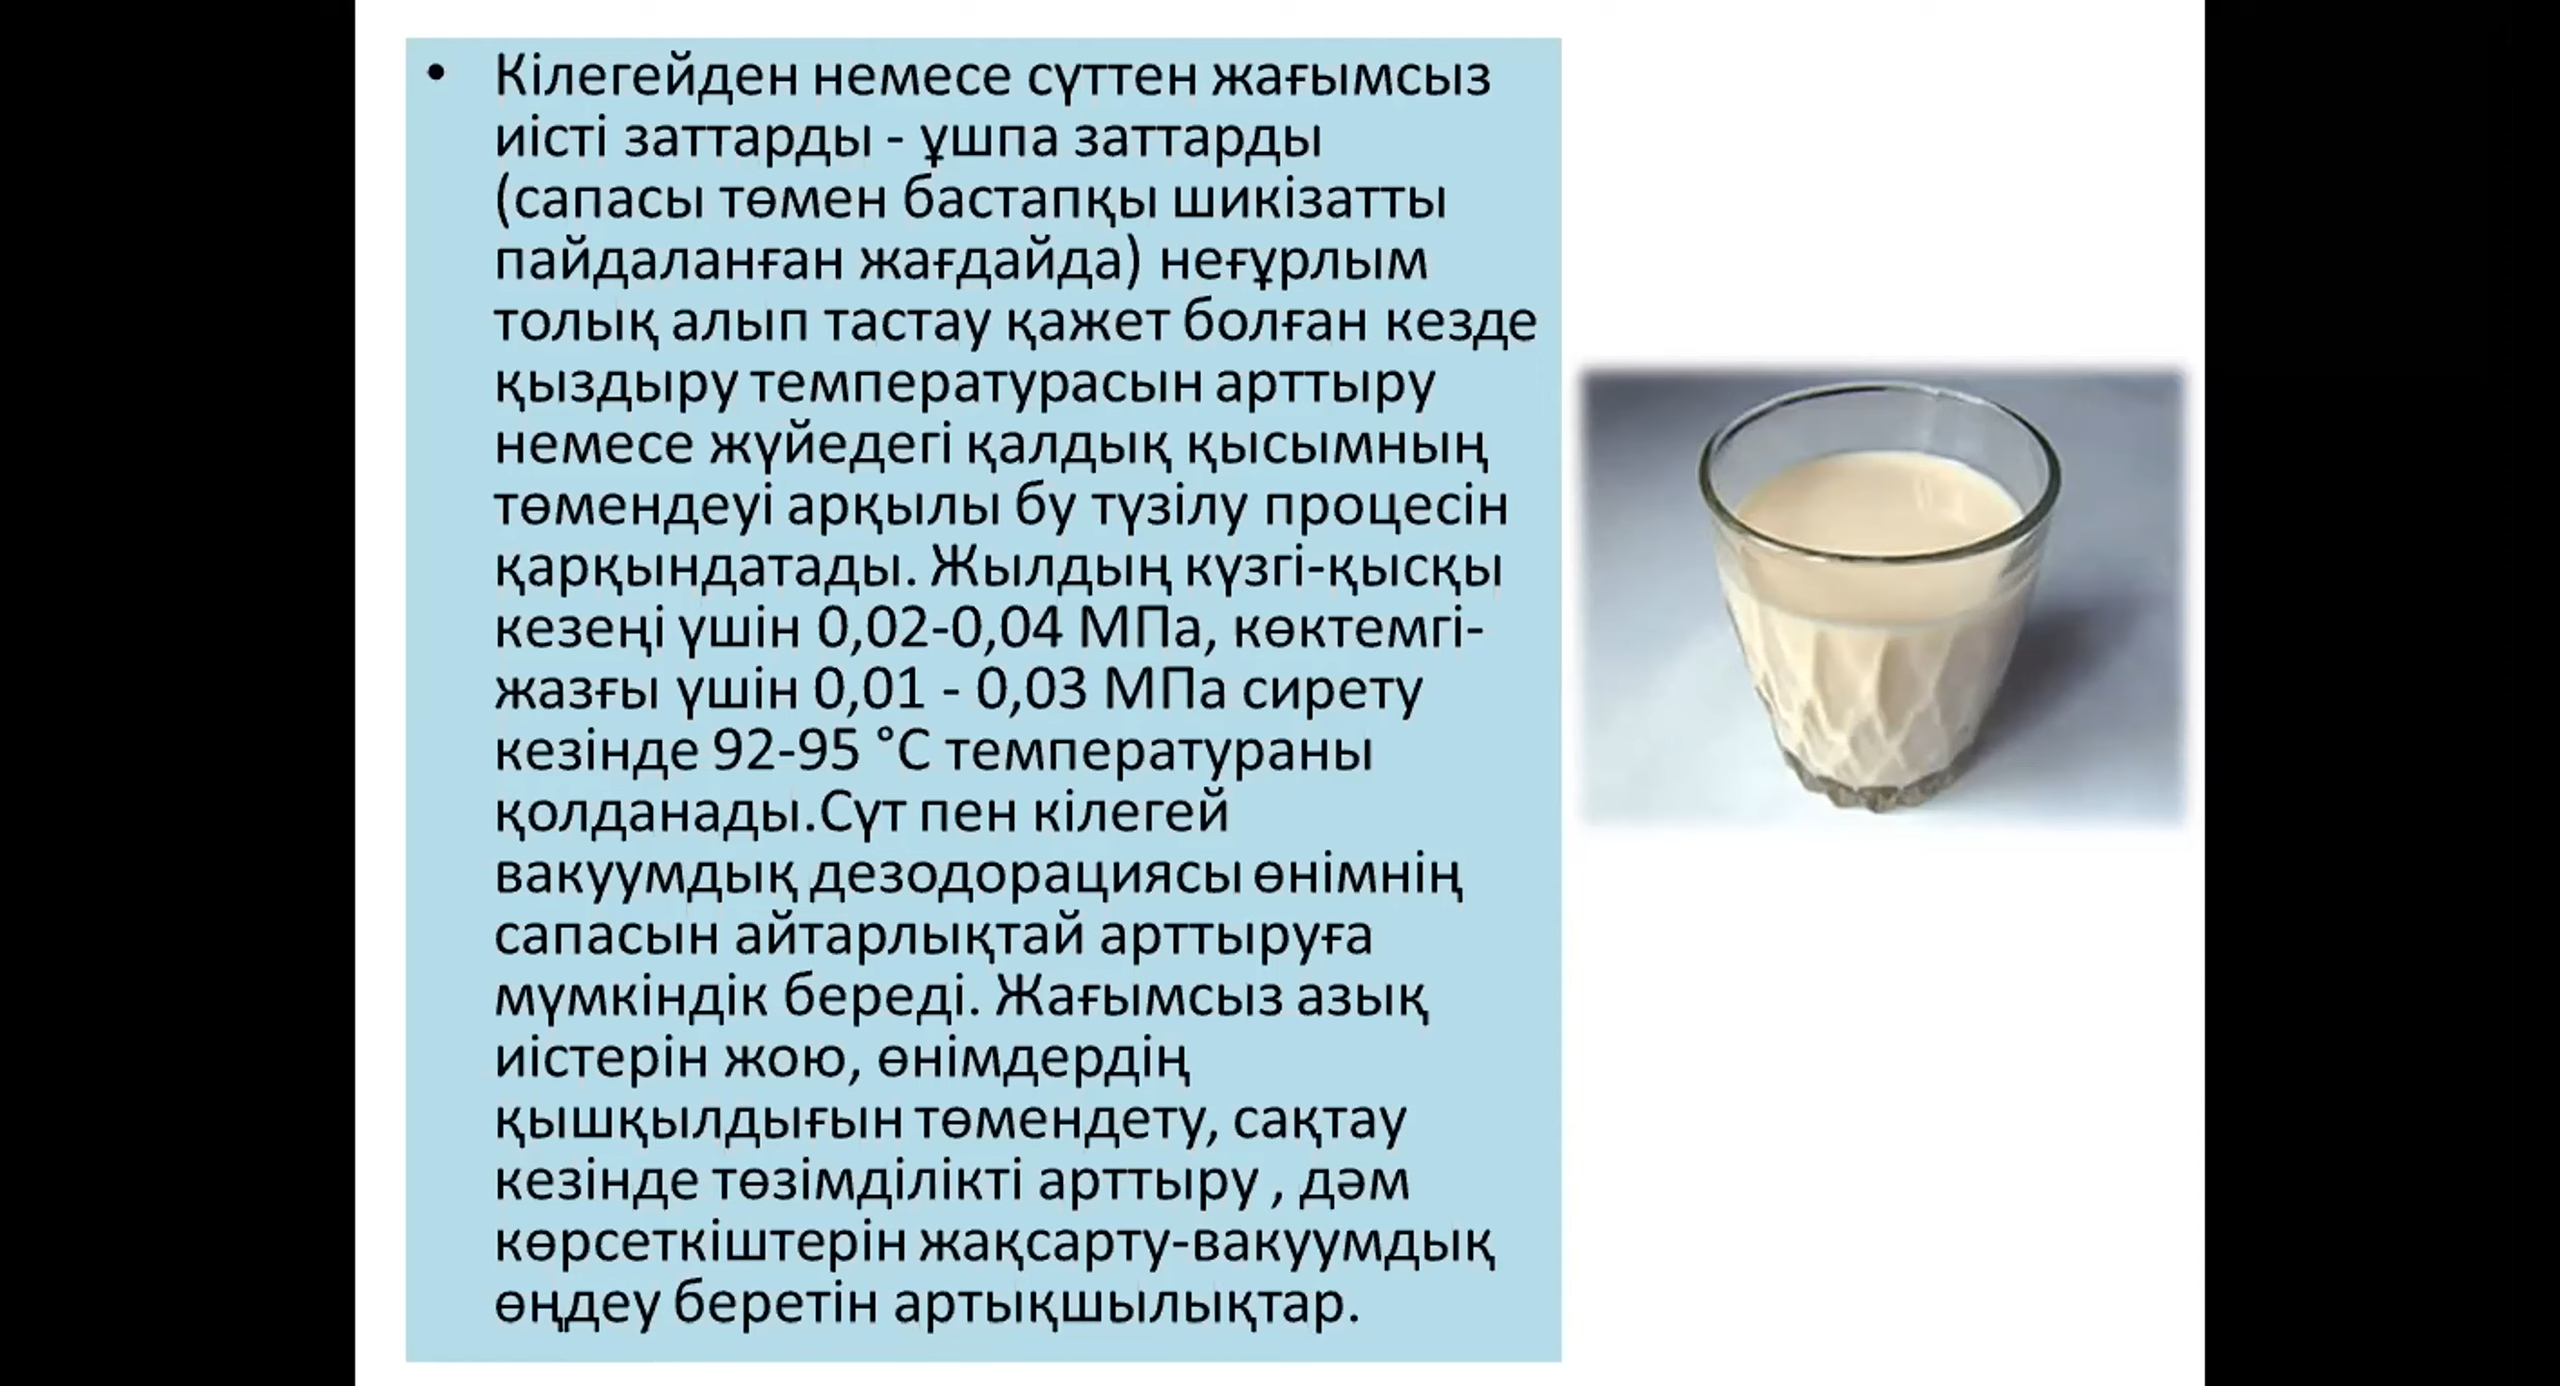 • Кілегейден немесе сүттен жағымсыз
иісті заттарды - ұшпа заттарды
(сапасы төмен бастапқы шикізатты
пайдаланған жағдайда) неғұрлым
толық алып тастау қажет болған кезде
қыздыру температурасын арттыру
немесе жүйедегі қалдық қысымның
төмендеуі арқылы бу түзілу процесін
қарқындатады. Жылдың күзгі-қысқы
кезеңі үшін 0,02-0,04 МПа, көктемгі-
жазғы үшін 0,01 - 0,03 МПа сирету
кезінде 92-95 °С температураны
қолданады.Сүт пен кілегей
вакуумдық дезодорациясы өнімнің
сапасын айтарлықтай арттыруға
мүмкіндік береді. Жағымсыз азық
иістерін жою, өнімдердің
қышқылдығын төмендету, сақтау
кезінде төзімділікті арттыру , дәм
көрсеткіштерін жақсарту-вакуумдық
өңдеу беретін артықшылықтар.